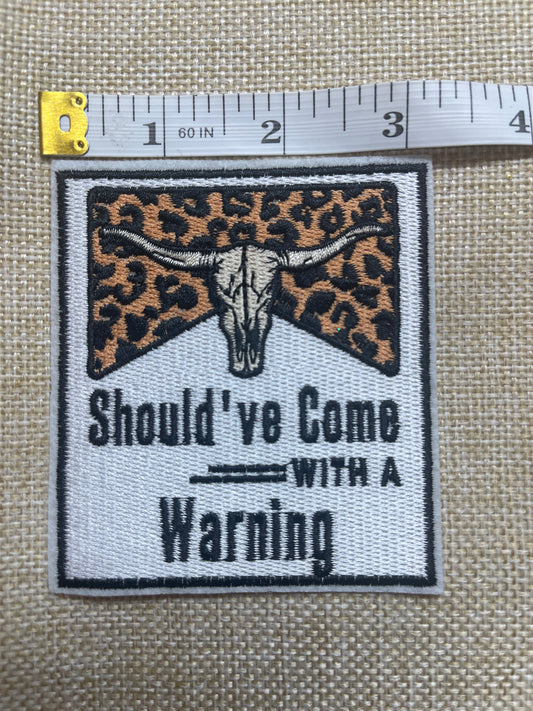 1 60 IN 2 3 4
Should've Come
WITH A
Warning